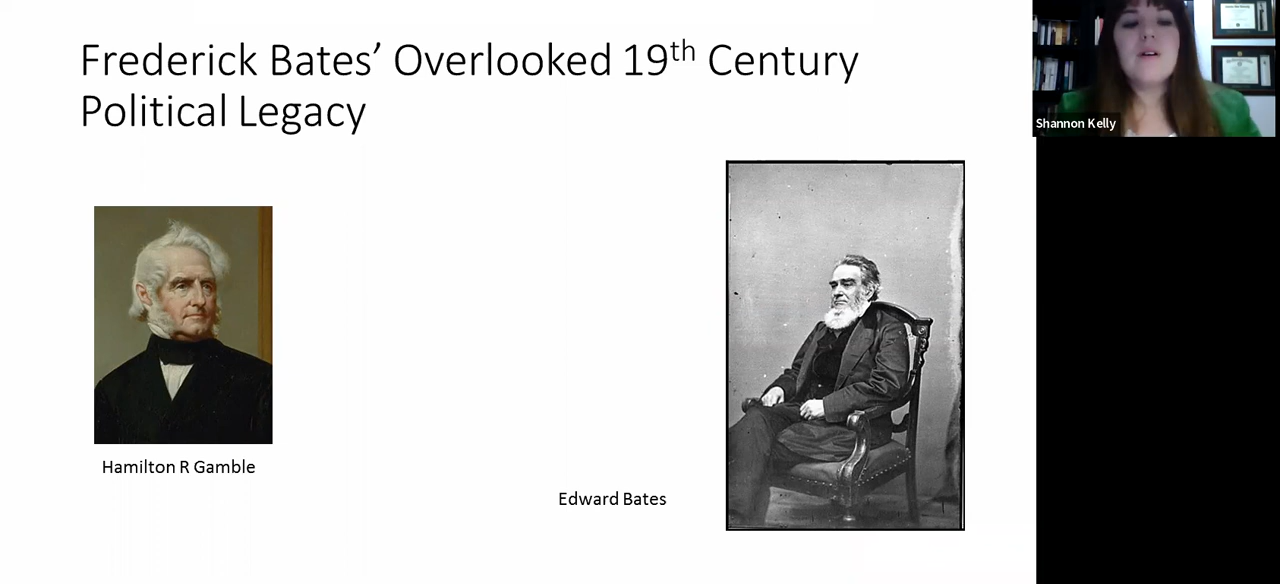 Frederick Bates’ Overlooked 19th Century
Political Legacy
Hamilton R Gamble
Edward Bates
Shannon Kelly